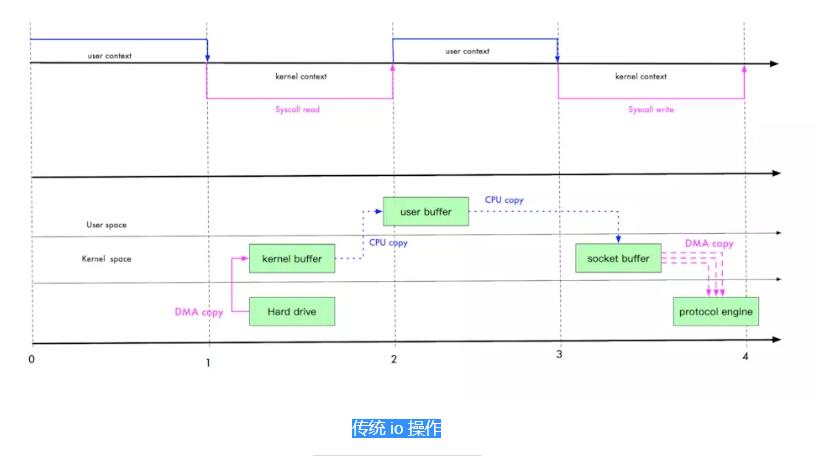 user context
user context
kernel context
kernel context
Syscall read
Syscall write
user buffer
CPU copy
User space
CPU copy
Kernel space
kernel buffer
socket buffer
DMA copy
DMA copy
Hard drive
protocol engine
0
1
2
3
4
传统 io 操作